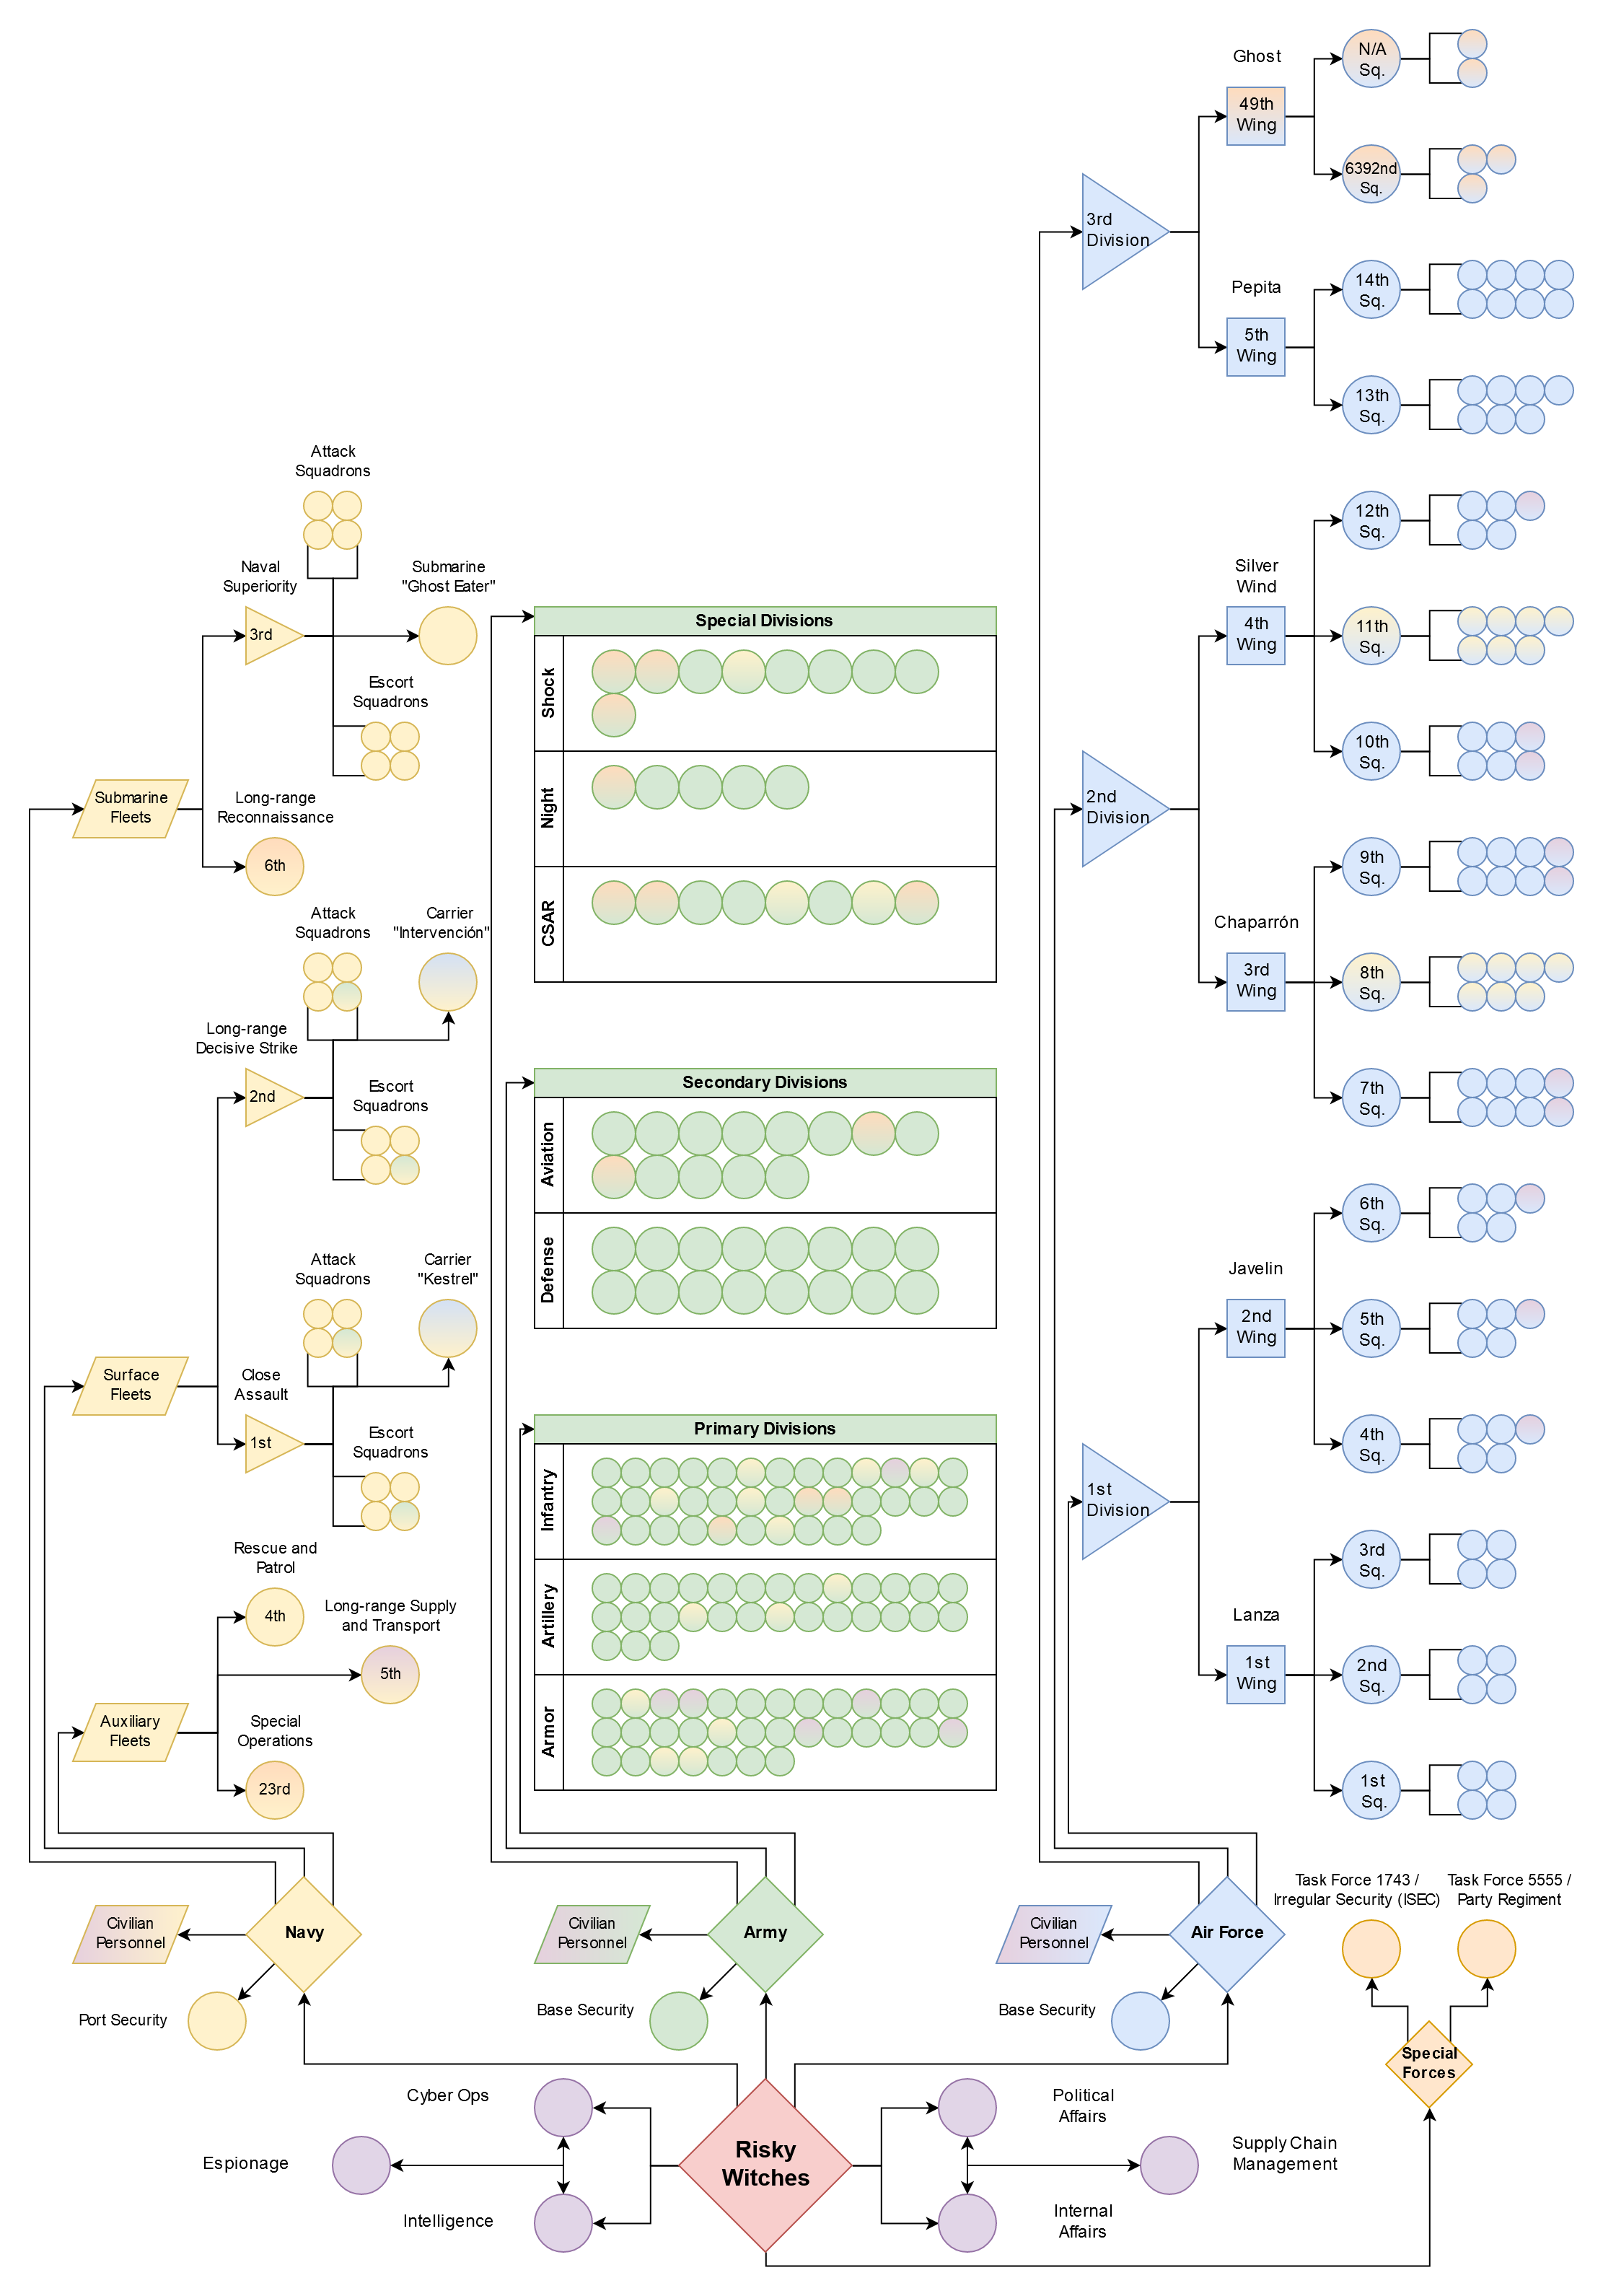 Ghost
N/A
Sq.
49th
Wing
6392nd
Sq.
3rd
Division
Pepita
14th
Sq.
5th
Wing
13th
Sq.
12th
Sq.
Silver
Wind
4th
Wing
11th
Sq.
10th
Sq.
2nd
Division
9th
Sq.
Chaparrón
3rd
Wing
8th
Sq.
7th
Sq.
6th
Sq.
Javelin
2nd
Wing
5th
Sq.
4th
Sq.
1st
Division
3rd
Sq.
Lanza
1st
Wing
2nd
Sq.
1st
Sq.
Attack
Squadrons
Naval
Superiority
3rd
Submarine
"Ghost Eater"
Escort
Squadrons
Submarine
Fleets
Long-range
Reconnaissance
6th
Attack
Squadrons
Carrier
"Intervención"
Long-range
Decisive Strike
2nd
Escort
Squadrons
Attack
Squadrons
Carrier
"Kestrel"
Surface
Fleets
Close
Assault
1st
Escort
Squadrons
Rescue and
Patrol
4th
Long-range Supply
and Transport
5th
Auxiliary
Fleets
Special
Operations
23rd
Special Divisions
Shock
Night
CSAR
Secondary Divisions
Aviation
Defense
Primary Divisions
Infantry
Artillery
Armor
Civilian
Personnel
Navy
Port Security
Civilian
Personnel
Army
Base Security
Civilian
Personnel
Air Force
Base Security
Task Force 1743 /
Irregular Security (ISEC)
Task Force 5555 /
Party Regiment
Special
Forces
Cyber Ops
Espionage
Intelligence
Risky
Witches
Political
Affairs
Supply Chain
Management
Internal
Affairs